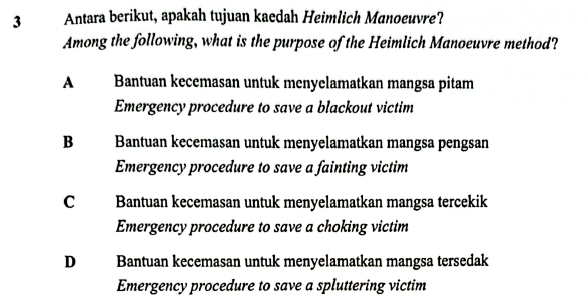 3 Antara berikut, apakah tujuan kaedah Heimlich Manoeuvre?
Among the following, what is the purpose of the Heimlich Manoeuvre method?
A Bantuan kecemasan untuk menyelamatkan mangsa pitam
Emergency procedure to save a blackout victim
B Bantuan kecemasan untuk menyelamatkan mangsa pengsan
Emergency procedure to save a fainting victim
C Bantuan kecemasan untuk menyelamatkan mangsa tercekik
Emergency procedure to save a choking victim
D Bantuan kecemasan untuk menyelamatkan mangsa tersedak
Emergency procedure to save a spluttering victim